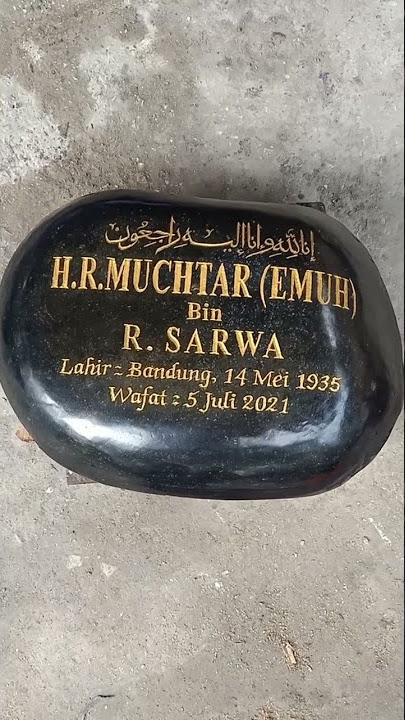 إنا لله وإنا إليه راجعون
H.R.MUCHTAR (EMUH)
Bin
R. SARWA
Lahir : Bandung, 14 Mei 1935
Wafat : 5 Juli 2021